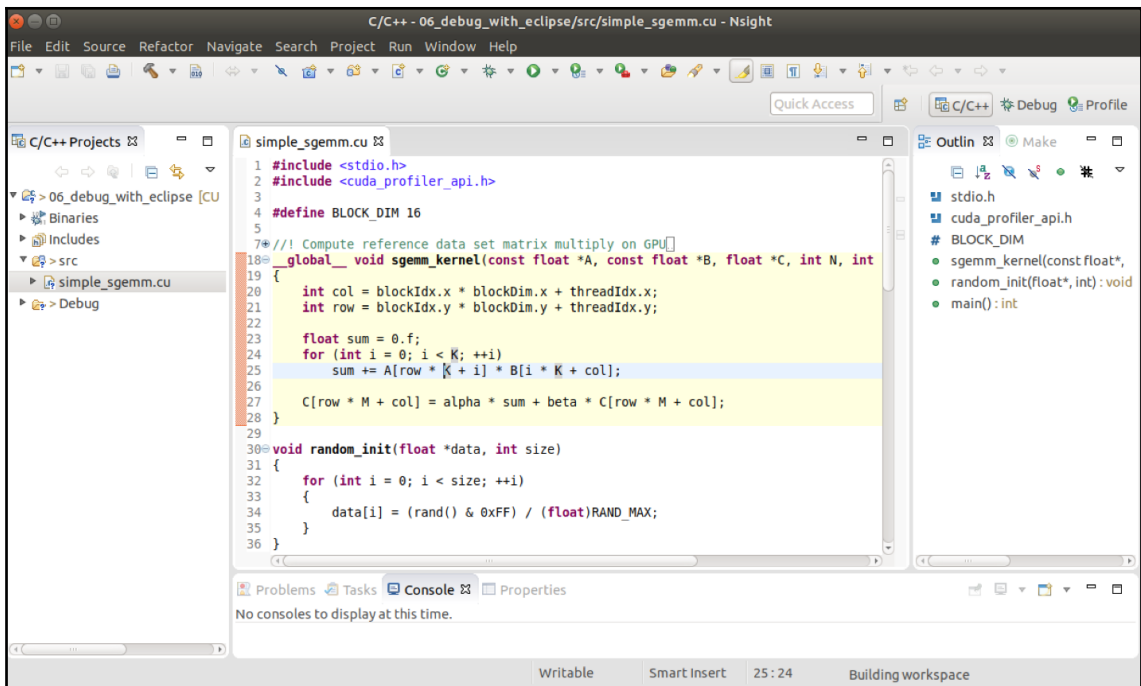 C/C++ - 06_debug_with_eclipse/src/simple_sgemm.cu - Nsight
File Edit Source Refactor Navigate Search Project Run Window Help
Quick Access C/C++ Debug Profile
C/C++ Projects
> 06_debug_with_eclipse [CU
Binaries
Includes
> src
simple_sgemm.cu
> Debug
simple_sgemm.cu
1 #include <stdio.h>
2 #include <cuda_profiler_api.h>
3
4 #define BLOCK_DIM 16
5
7 //! Compute reference data set matrix multiply on GPU
18 __global__ void sgemm_kernel(const float *A, const float *B, float *C, int N, int
19 {
20 int col = blockIdx.x * blockDim.x + threadIdx.x;
21 int row = blockIdx.y * blockDim.y + threadIdx.y;
22
23 float sum = 0.f;
24 for (int i = 0; i < K; ++i)
25 sum += A[row * K + i] * B[i * K + col];
26
27 C[row * M + col] = alpha * sum + beta * C[row * M + col];
28 }
29
30 void random_init(float *data, int size)
31 {
32 for (int i = 0; i < size; ++i)
33 {
34 data[i] = (rand() & 0xFF) / (float)RAND_MAX;
35 }
36 }
Outlin Make
stdio.h
cuda_profiler_api.h
# BLOCK_DIM
sgemm_kernel(const float*,
random_init(float*, int) : void
main() : int
Problems Tasks Console Properties
No consoles to display at this time.
Writable Smart Insert 25 : 24 Building workspace